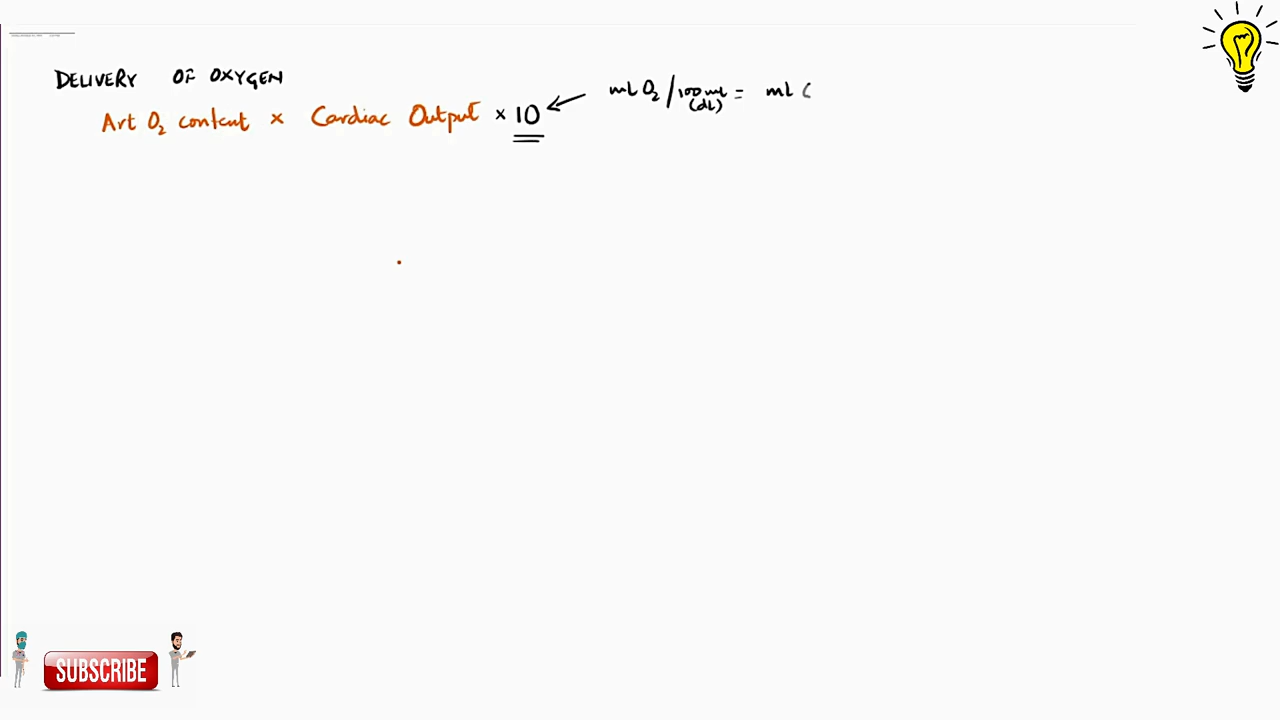 DELIVERY OF OXYGEN
Art O₂ content × Cardiac Output × 10 ← mL O₂ / 100 mL (dL) = mL
SUBSCRIBE